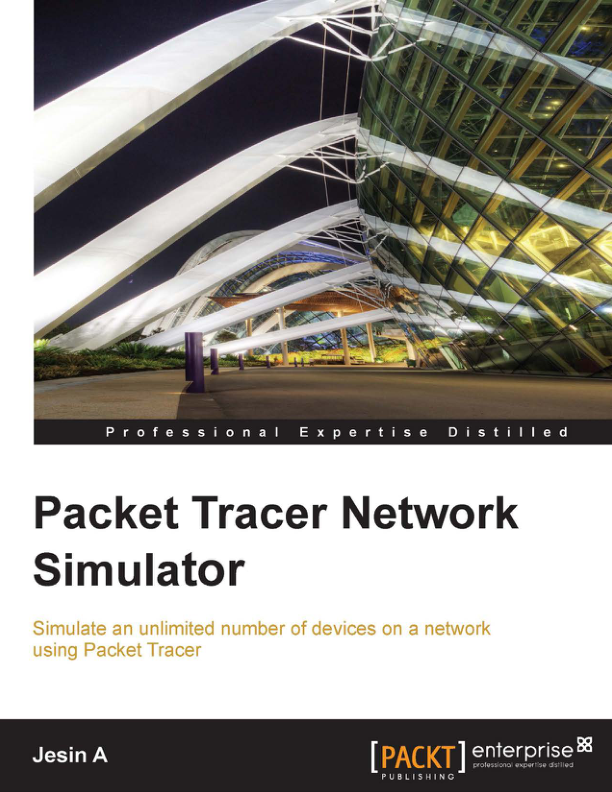 Professional Expertise Distilled
Packet Tracer Network
Simulator
Simulate an unlimited number of devices on a network
using Packet Tracer
Jesin A
[PACKT] enterprise
PUBLISHING professional expertise distilled